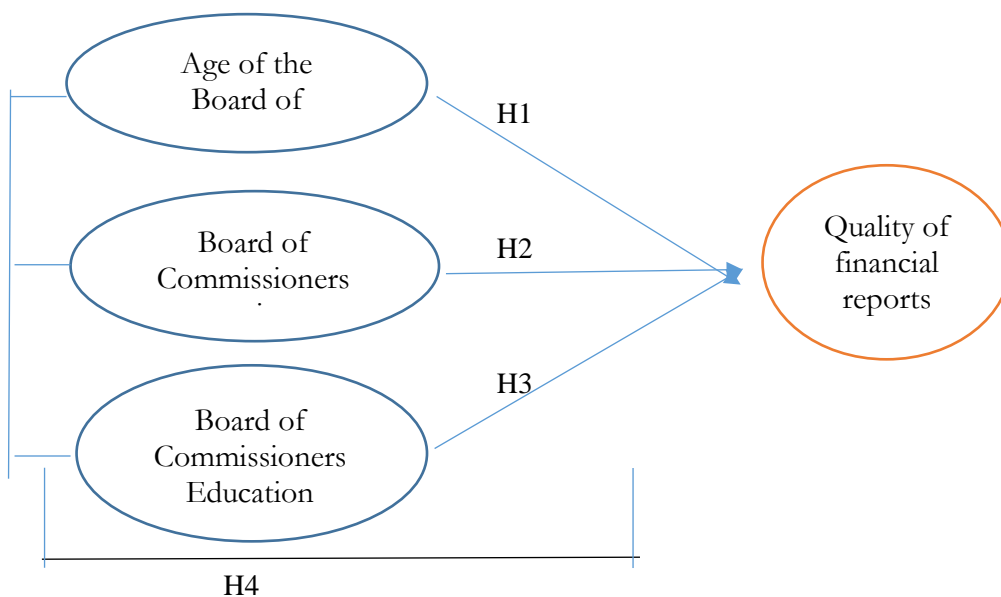 Age of the
Board of
H1
Board of
Commissioners
H2
Quality of
financial
reports
Board of
Commissioners
Education
H3
H4